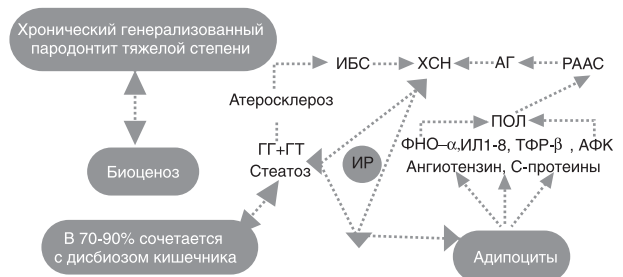 Хронический генерализованный
пародонтит тяжелой степени
ИБС
ХСН
АГ
РААС
Атеросклероз
ПОЛ
ФНО–α,ИЛ1-8, ТФР-β , АФК
Ангиотензин, С-протеины
ГГ+ГТ
Стеатоз
ИР
Биоценоз
В 70-90% сочетается
с дисбиозом кишечника
Адипоциты